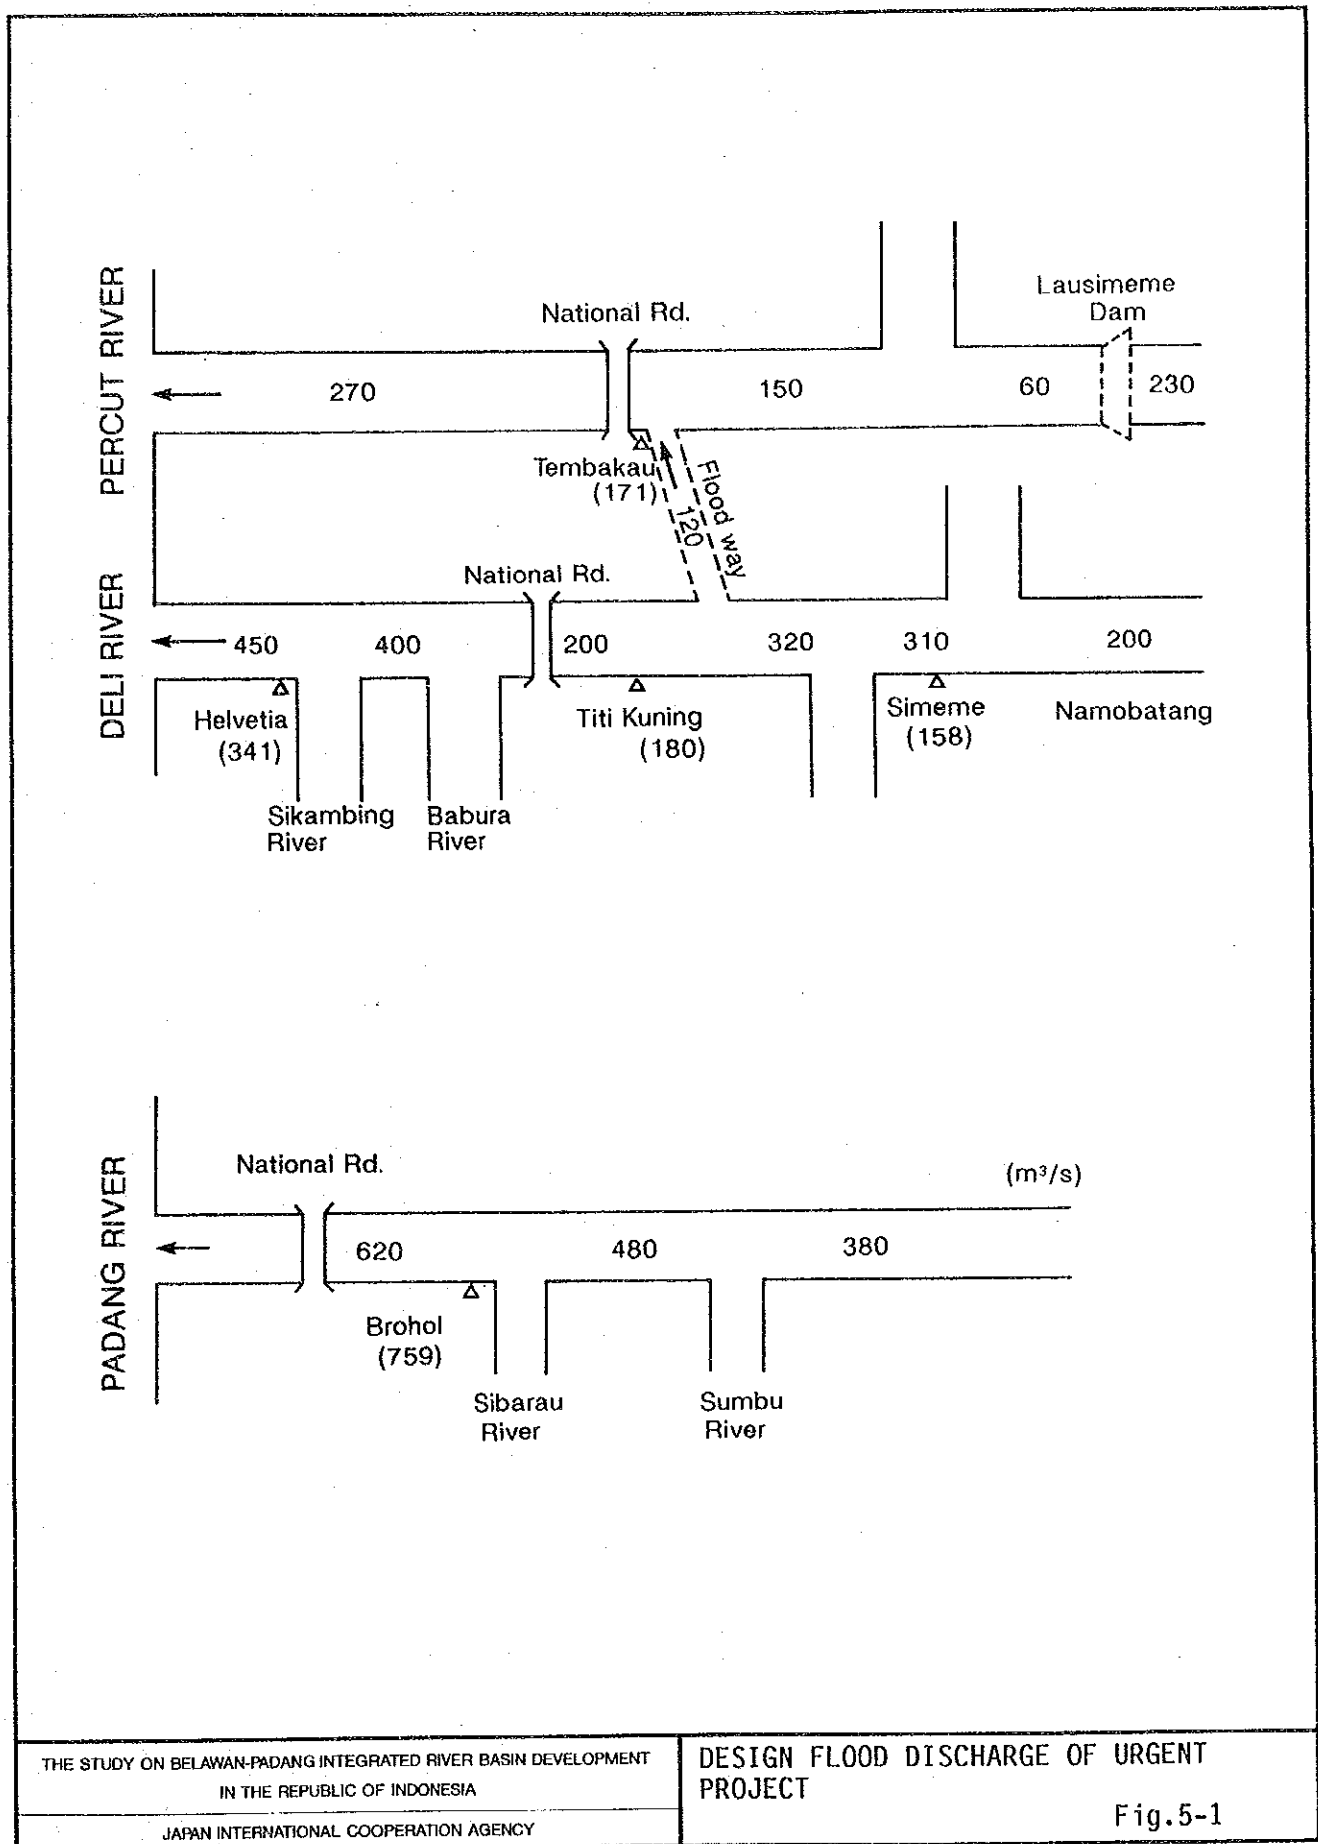 PERCUT RIVER
National Rd.
Lausimeme
Dam
270
150
60
230
Tembakau
(171)
120
Flood way
DELI RIVER
National Rd.
450
400
200
320
310
200
Helvetia
(341)
Titi Kuning
(180)
Simeme
(158)
Namobatang
Sikambing
River
Babura
River
PADANG RIVER
National Rd.
(m³/s)
620
480
380
Brohol
(759)
Sibarau
River
Sumbu
River
THE STUDY ON BELAWAN-PADANG INTEGRATED RIVER BASIN DEVELOPMENT
IN THE REPUBLIC OF INDONESIA
JAPAN INTERNATIONAL COOPERATION AGENCY
DESIGN FLOOD DISCHARGE OF URGENT
PROJECT
Fig.5-1